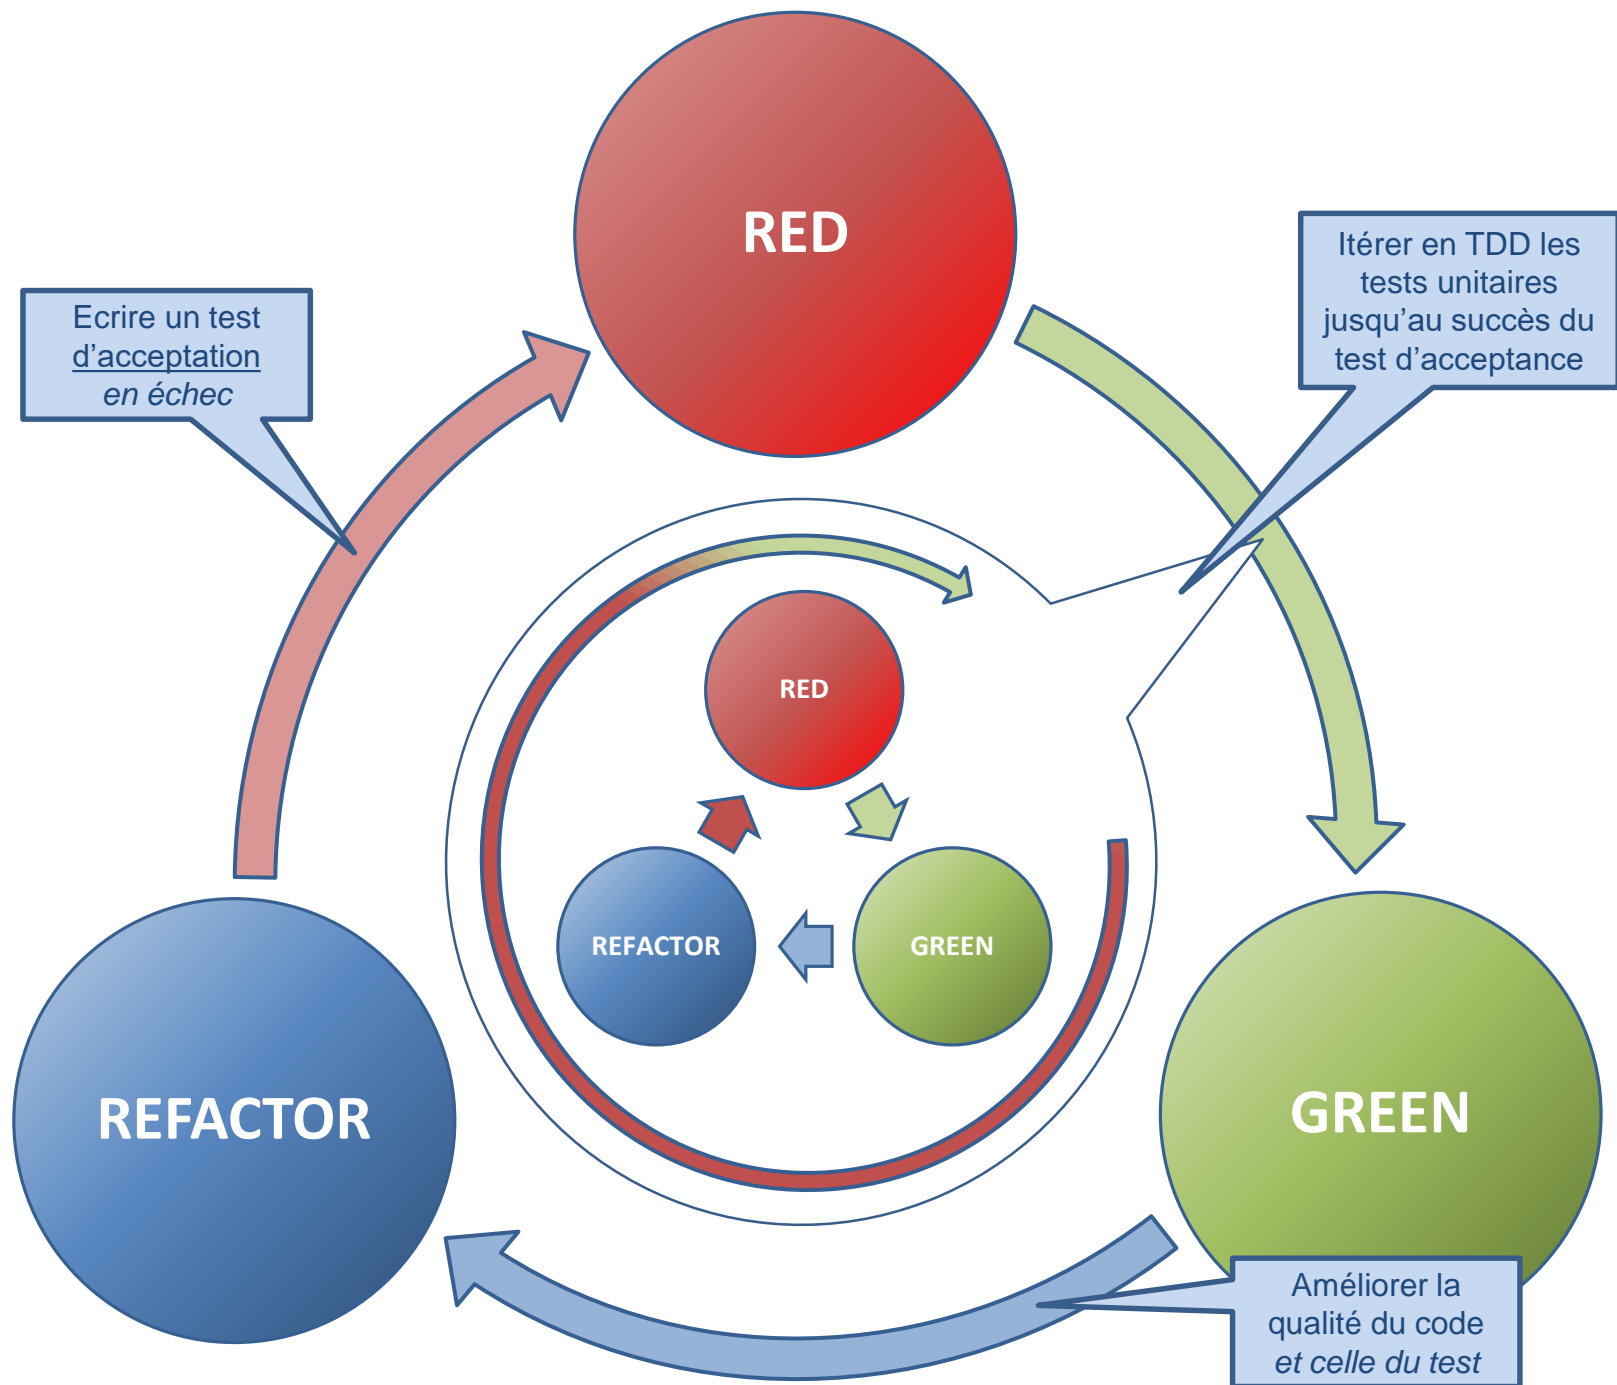 RED
Itérer en TDD les
tests unitaires
jusqu’au succès du
test d’acceptance
Ecrire un test
d’acceptation
en échec
RED
REFACTOR
GREEN
REFACTOR
GREEN
Améliorer la
qualité du code
et celle du test